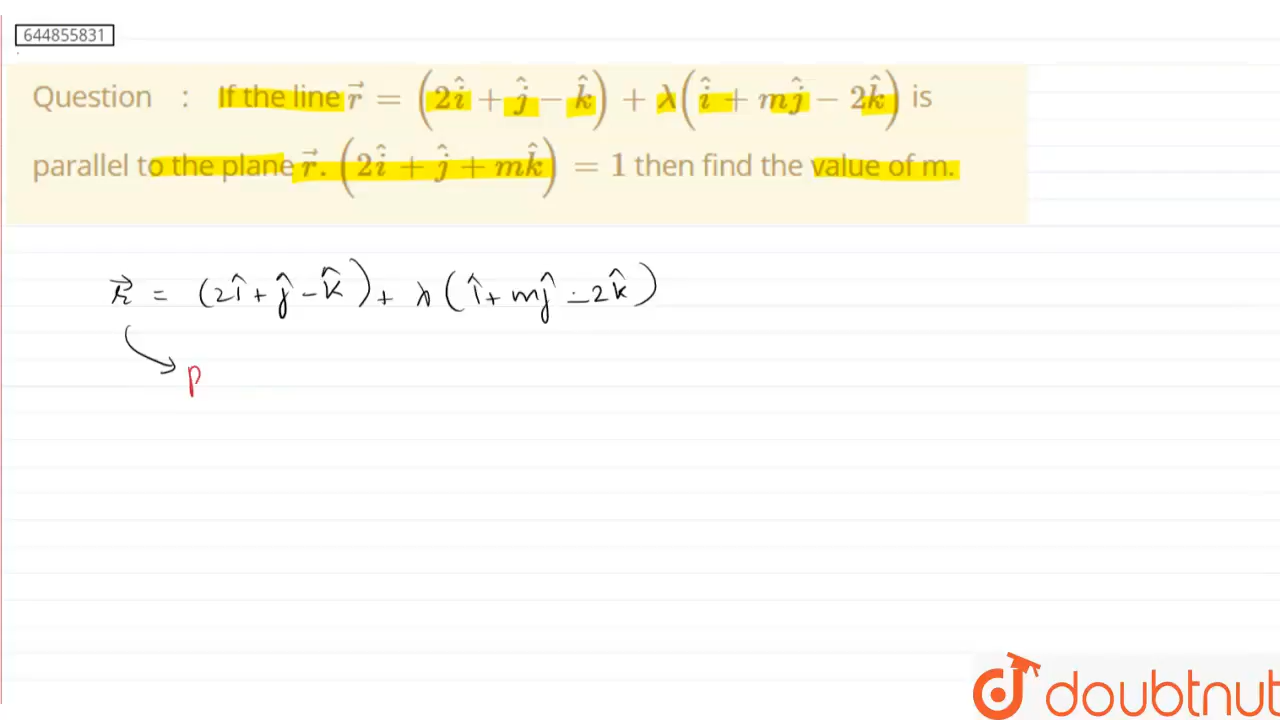 644855831
Question : If the line r⃗ = (2î + ĵ − k̂) + λ(î + mĵ − 2k̂) is
parallel to the plane r⃗. (2î + ĵ + mk̂) = 1 then find the value of m.
r⃗ = (2î + ĵ − k̂) + λ(î + mĵ − 2k̂)
p
doubtnut